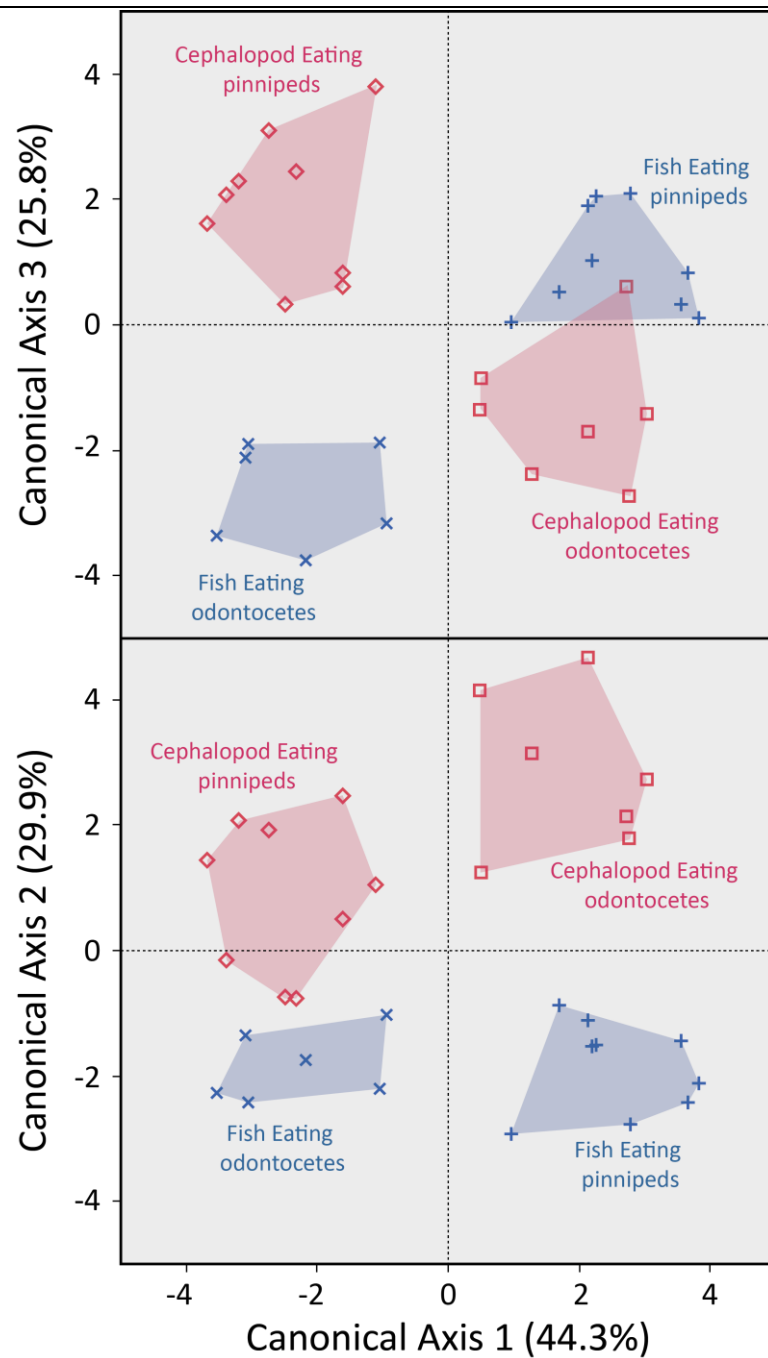 Cephalopod Eating
pinnipeds
Fish Eating
pinnipeds
Cephalopod Eating
odontocetes
Fish Eating
odontocetes
4
2
0
-2
-4
Canonical Axis 3 (25.8%)
Cephalopod Eating
pinnipeds
Cephalopod Eating
odontocetes
Fish Eating
odontocetes
Fish Eating
pinnipeds
4
2
0
-2
-4
Canonical Axis 2 (29.9%)
-4 -2 0 2 4
Canonical Axis 1 (44.3%)